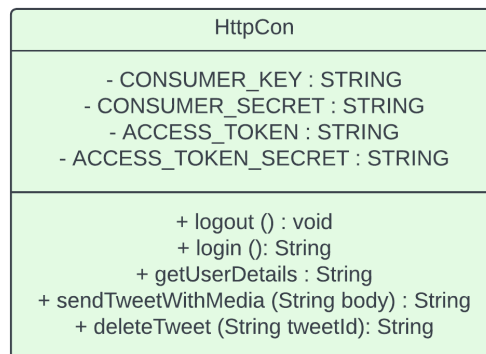 HttpCon
- CONSUMER_KEY : STRING
- CONSUMER_SECRET : STRING
- ACCESS_TOKEN : STRING
- ACCESS_TOKEN_SECRET : STRING
+ logout () : void
+ login (): String
+ getUserDetails : String
+ sendTweetWithMedia (String body) : String
+ deleteTweet (String tweetId): String